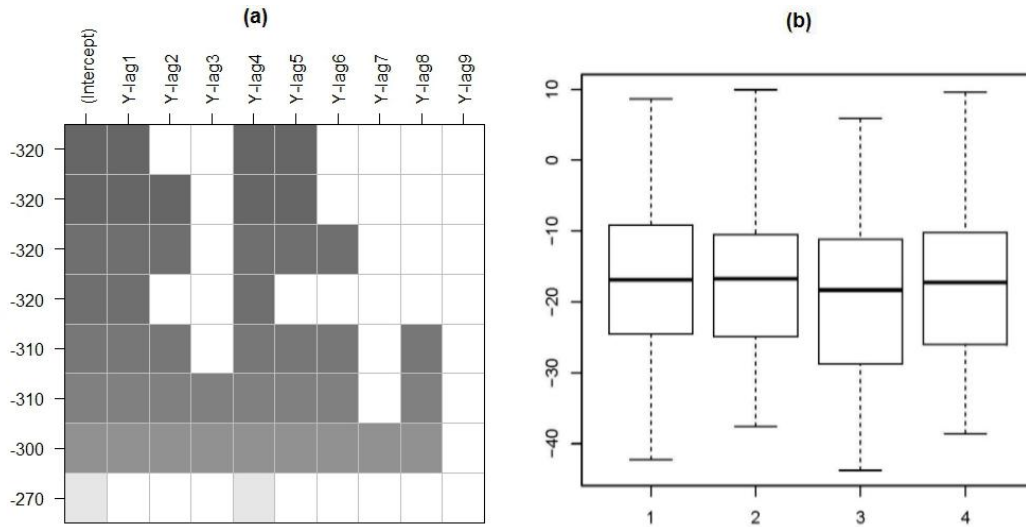 (a)
(Intercept)
Y-lag1
Y-lag2
Y-lag3
Y-lag4
Y-lag5
Y-lag6
Y-lag7
Y-lag8
Y-lag9
-320
-320
-320
-320
-310
-310
-300
-270
(b)
10
0
-10
-20
-30
-40
1 2 3 4